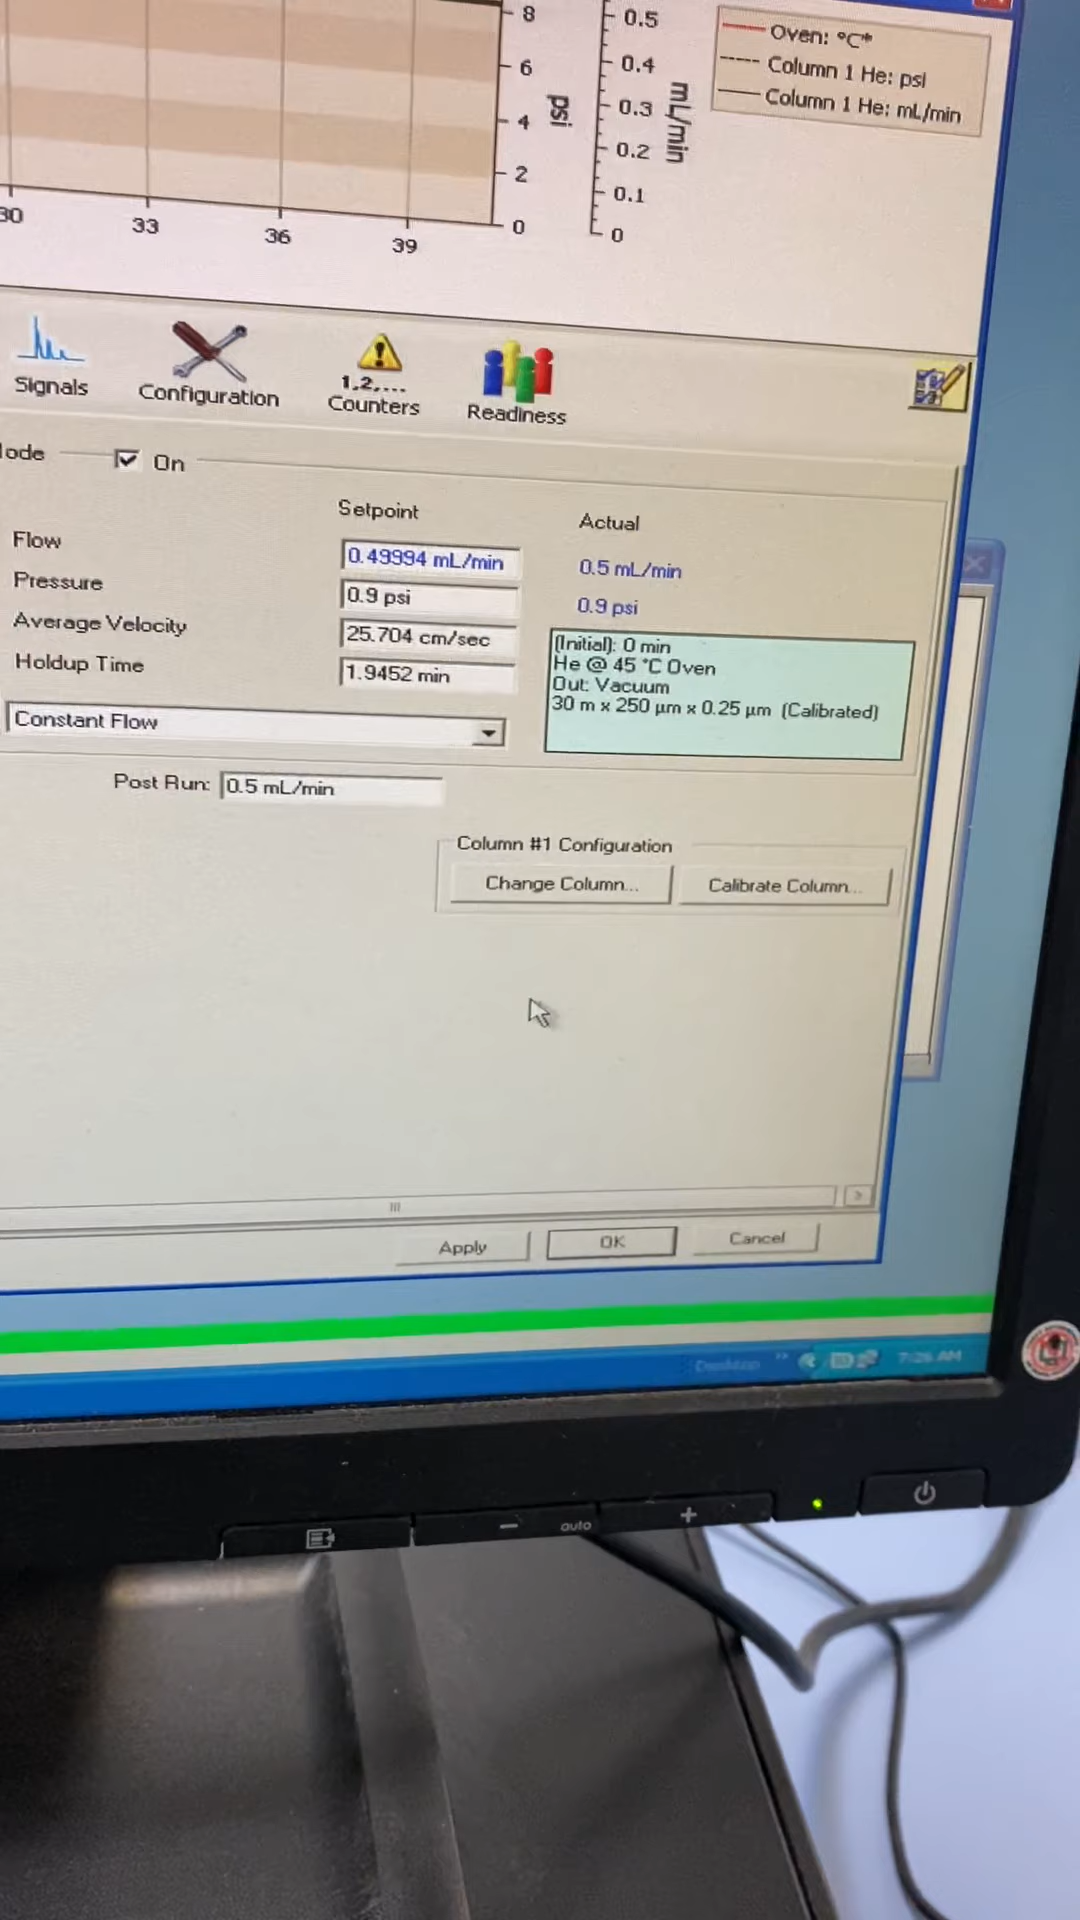 8
6
4
2
0
psi
0.5
0.4
0.3
0.2
0.1
0
mL/min
Oven: °C*
Column 1 He: psi
Column 1 He: mL/min
30
33
36
39
Signals
Configuration
1,2,...
Counters
Readiness
On
Setpoint
Actual
Flow
0.49994 mL/min
0.5 mL/min
Pressure
0.9 psi
0.9 psi
Average Velocity
25.704 cm/sec
Holdup Time
1.9452 min
(Initial): 0 min
He @ 45 °C Oven
Out: Vacuum
30 m x 250 µm x 0.25 µm (Calibrated)
Constant Flow
Post Run: 0.5 mL/min
Column #1 Configuration
Change Column...
Calibrate Column...
Apply
OK
Cancel
Desktop
7:26 AM
auto